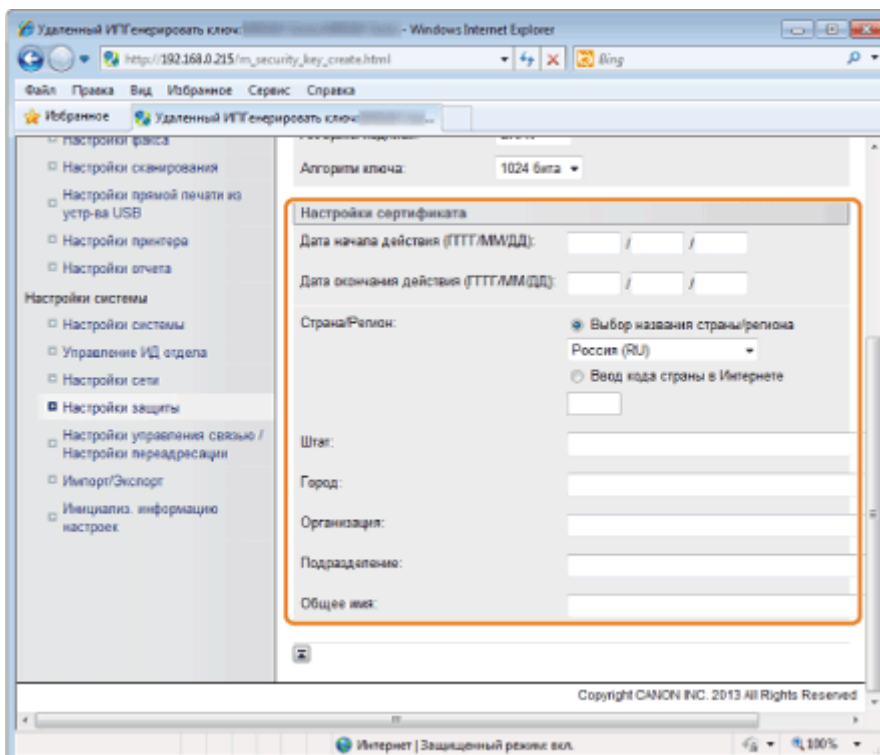 Удаленный ИПГенерировать ключ: - Windows Internet Explorer
http://192.168.0.215/m_security_key_create.html
Bing
Файл Правка Вид Избранное Сервис Справка
Избранное
Удаленный ИПГенерировать ключ: ...
Настройки факса
Настройки сканирования
Настройки прямой печати из
устр-ва USB
Настройки принтера
Настройки отчета
Настройки системы
Настройки системы
Управление ИД отдела
Настройки сети
Настройки защиты
Настройки управления связью /
Настройки переадресации
Импорт/Экспорт
Инициализ. информацию
настроек
Алгоритм ключа: 1024 бита
Настройки сертификата
Дата начала действия (ГГГГ/ММ/ДД): / /
Дата окончания действия (ГГГГ/ММ/ДД): / /
Страна/Регион: Выбор названия страны/региона
Россия (RU)
Ввод кода страны в Интернете
Штат:
Город:
Организация:
Подразделение:
Общее имя:
Copyright CANON INC. 2013 All Rights Reserved
Интернет | Защищенный режим: вкл.
100%